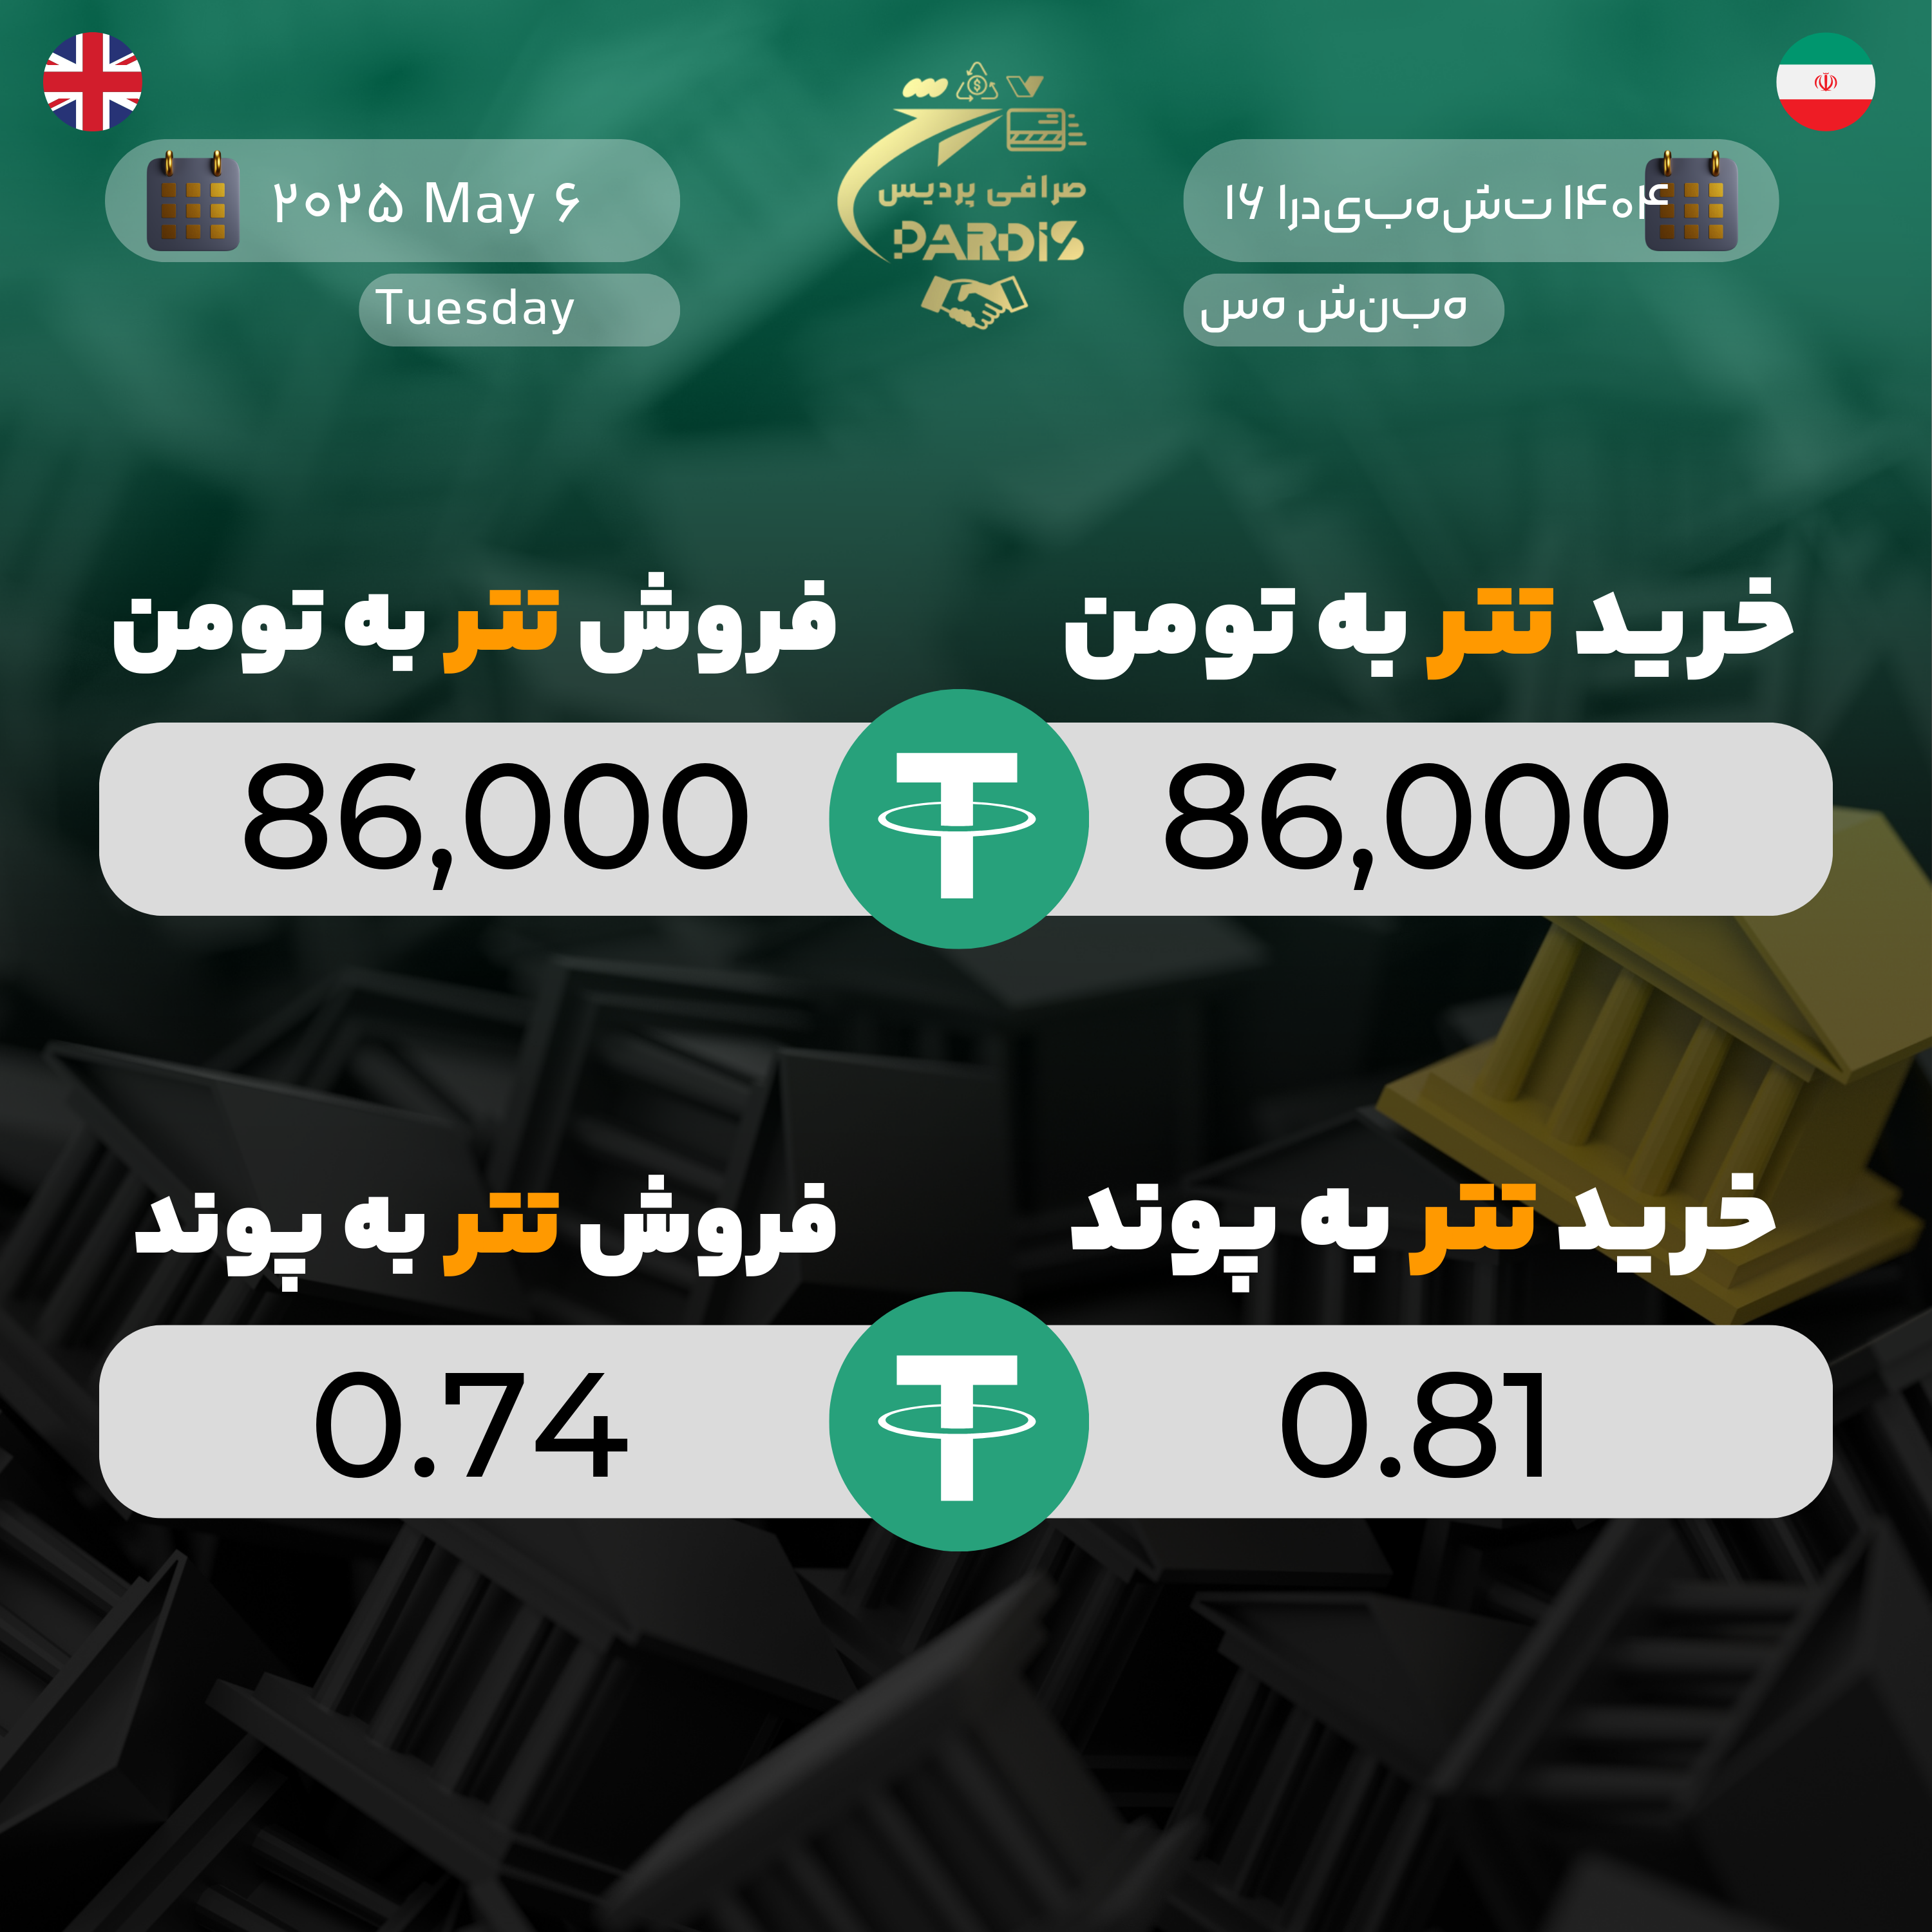 ۲۰۲۵ May ۶
Tuesday
صرافی پردیس
PARDIS
۱۶ اردیبهشت ۱۴۰۴
سه شنبه
خرید تتر به تومن
فروش تتر به تومن
86,000
86,000
خرید تتر به پوند
فروش تتر به پوند
0.74
0.81